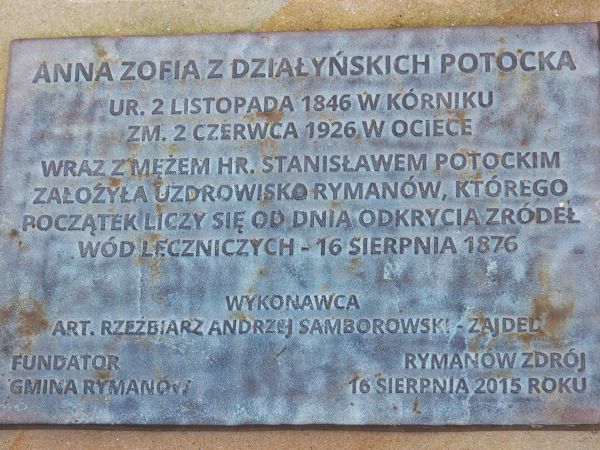 ANNA ZOFIA Z DZIAŁYŃSKICH POTOCKA
UR. 2 LISTOPADA 1846 W KÓRNIKU
ZM. 2 CZERWCA 1926 W OCIECE
WRAZ Z MĘŻEM HR. STANISŁAWEM POTOCKIM
ZAŁOŻYŁA UZDROWISKO RYMANÓW, KTÓREGO
POCZĄTEK LICZY SIĘ OD DNIA ODKRYCIA ZRÓDEŁ
WÓD LECZNICZYCH - 16 SIERPNIA 1876
WYKONAWCA
ART. RZEŹBIARZ ANDRZEJ SAMBOROWSKI - ZAJDEL
FUNDATOR
GMINA RYMANÓW
RYMANÓW ZDRÓJ
16 SIERPNIA 2015 ROKU